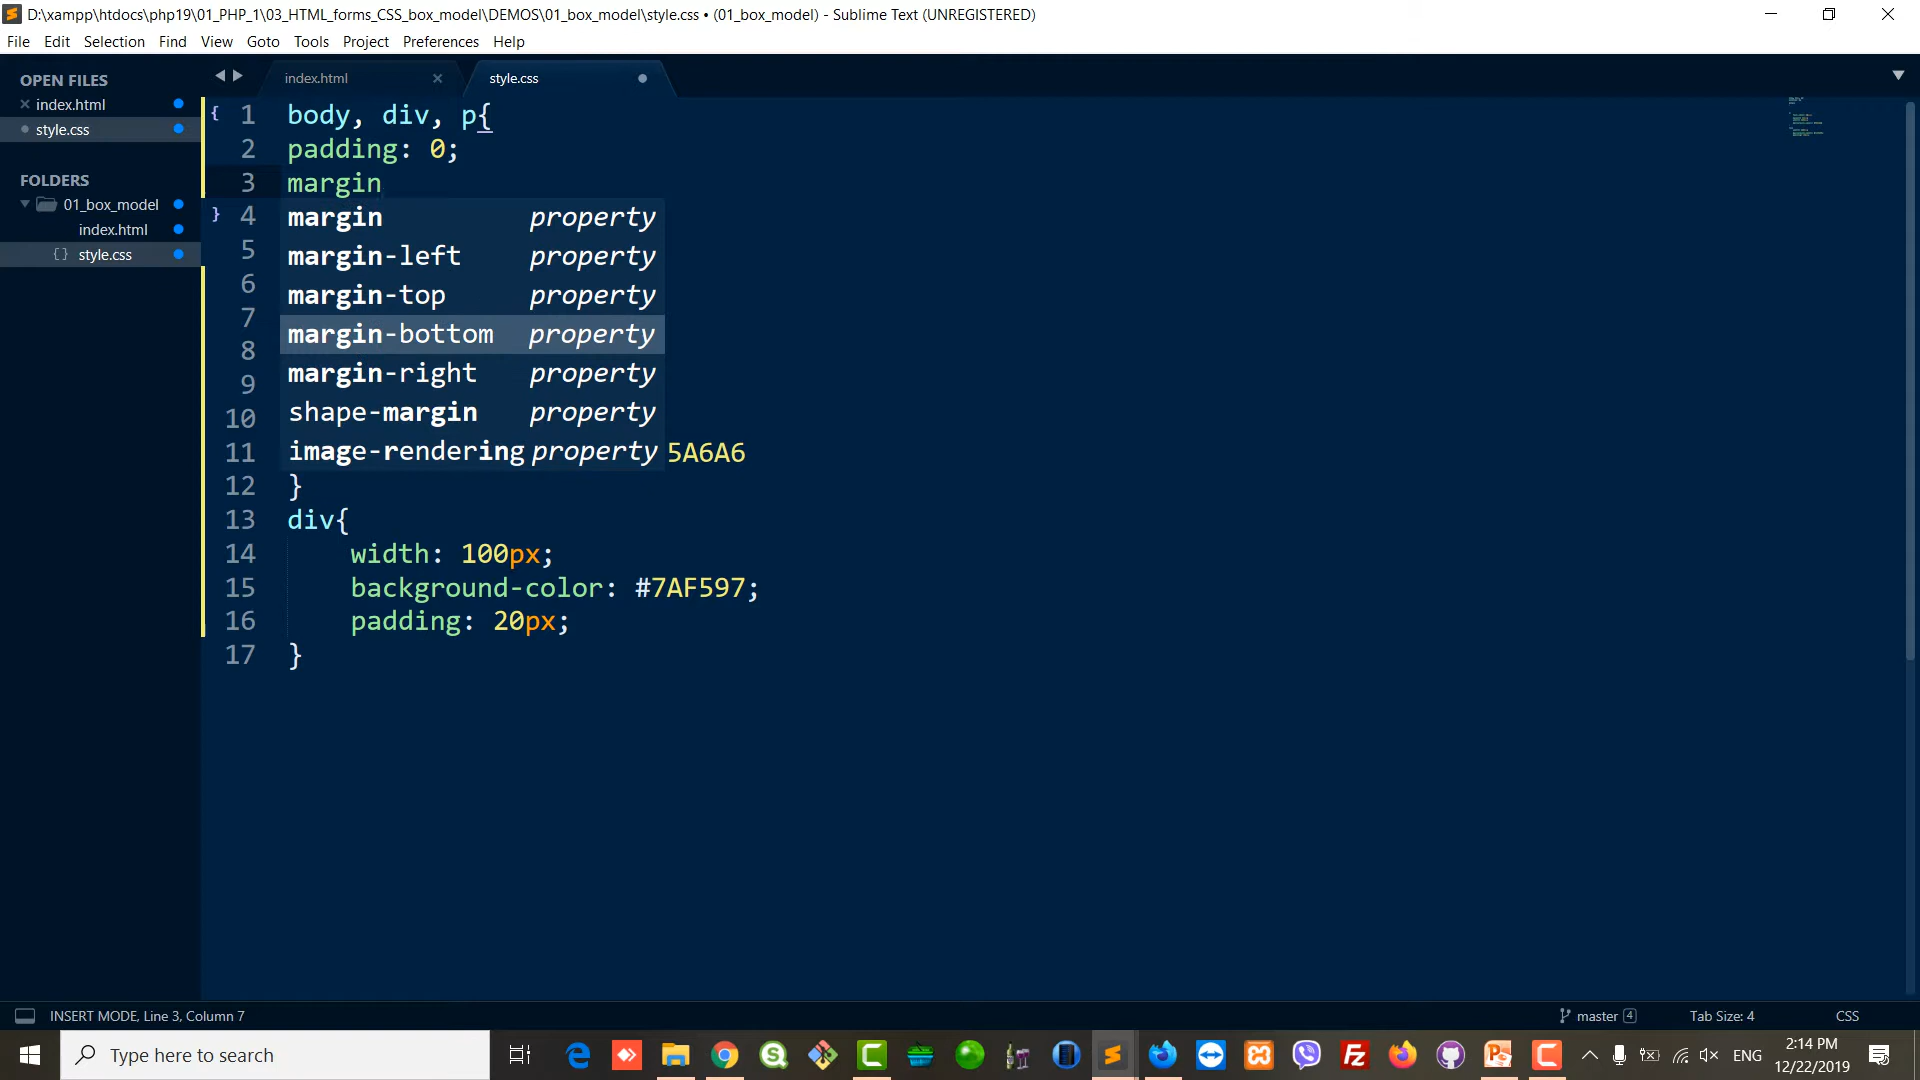 D:\xampp\htdocs\php19\01_PHP_1\03_HTML_forms_CSS_box_model\DEMOS\01_box_model\style.css • (01_box_model) - Sublime Text (UNREGISTERED)
File Edit Selection Find View Goto Tools Project Preferences Help
OPEN FILES
index.html
style.css
FOLDERS
01_box_model
index.html
{} style.css
index.html
style.css
1 body, div, p{
2 padding: 0;
3 margin
4
margin property
5
margin-left property
6
margin-top property
7
8
margin-bottom property
9
margin-right property
10
shape-margin property
11
image-rendering property 5A6A6
12 }
13 div{
14 width: 100px;
15 background-color: #7AF597;
16 padding: 20px;
17 }
INSERT MODE, Line 3, Column 7
master 4
Tab Size: 4
CSS
Type here to search
ENG
2:14 PM
12/22/2019